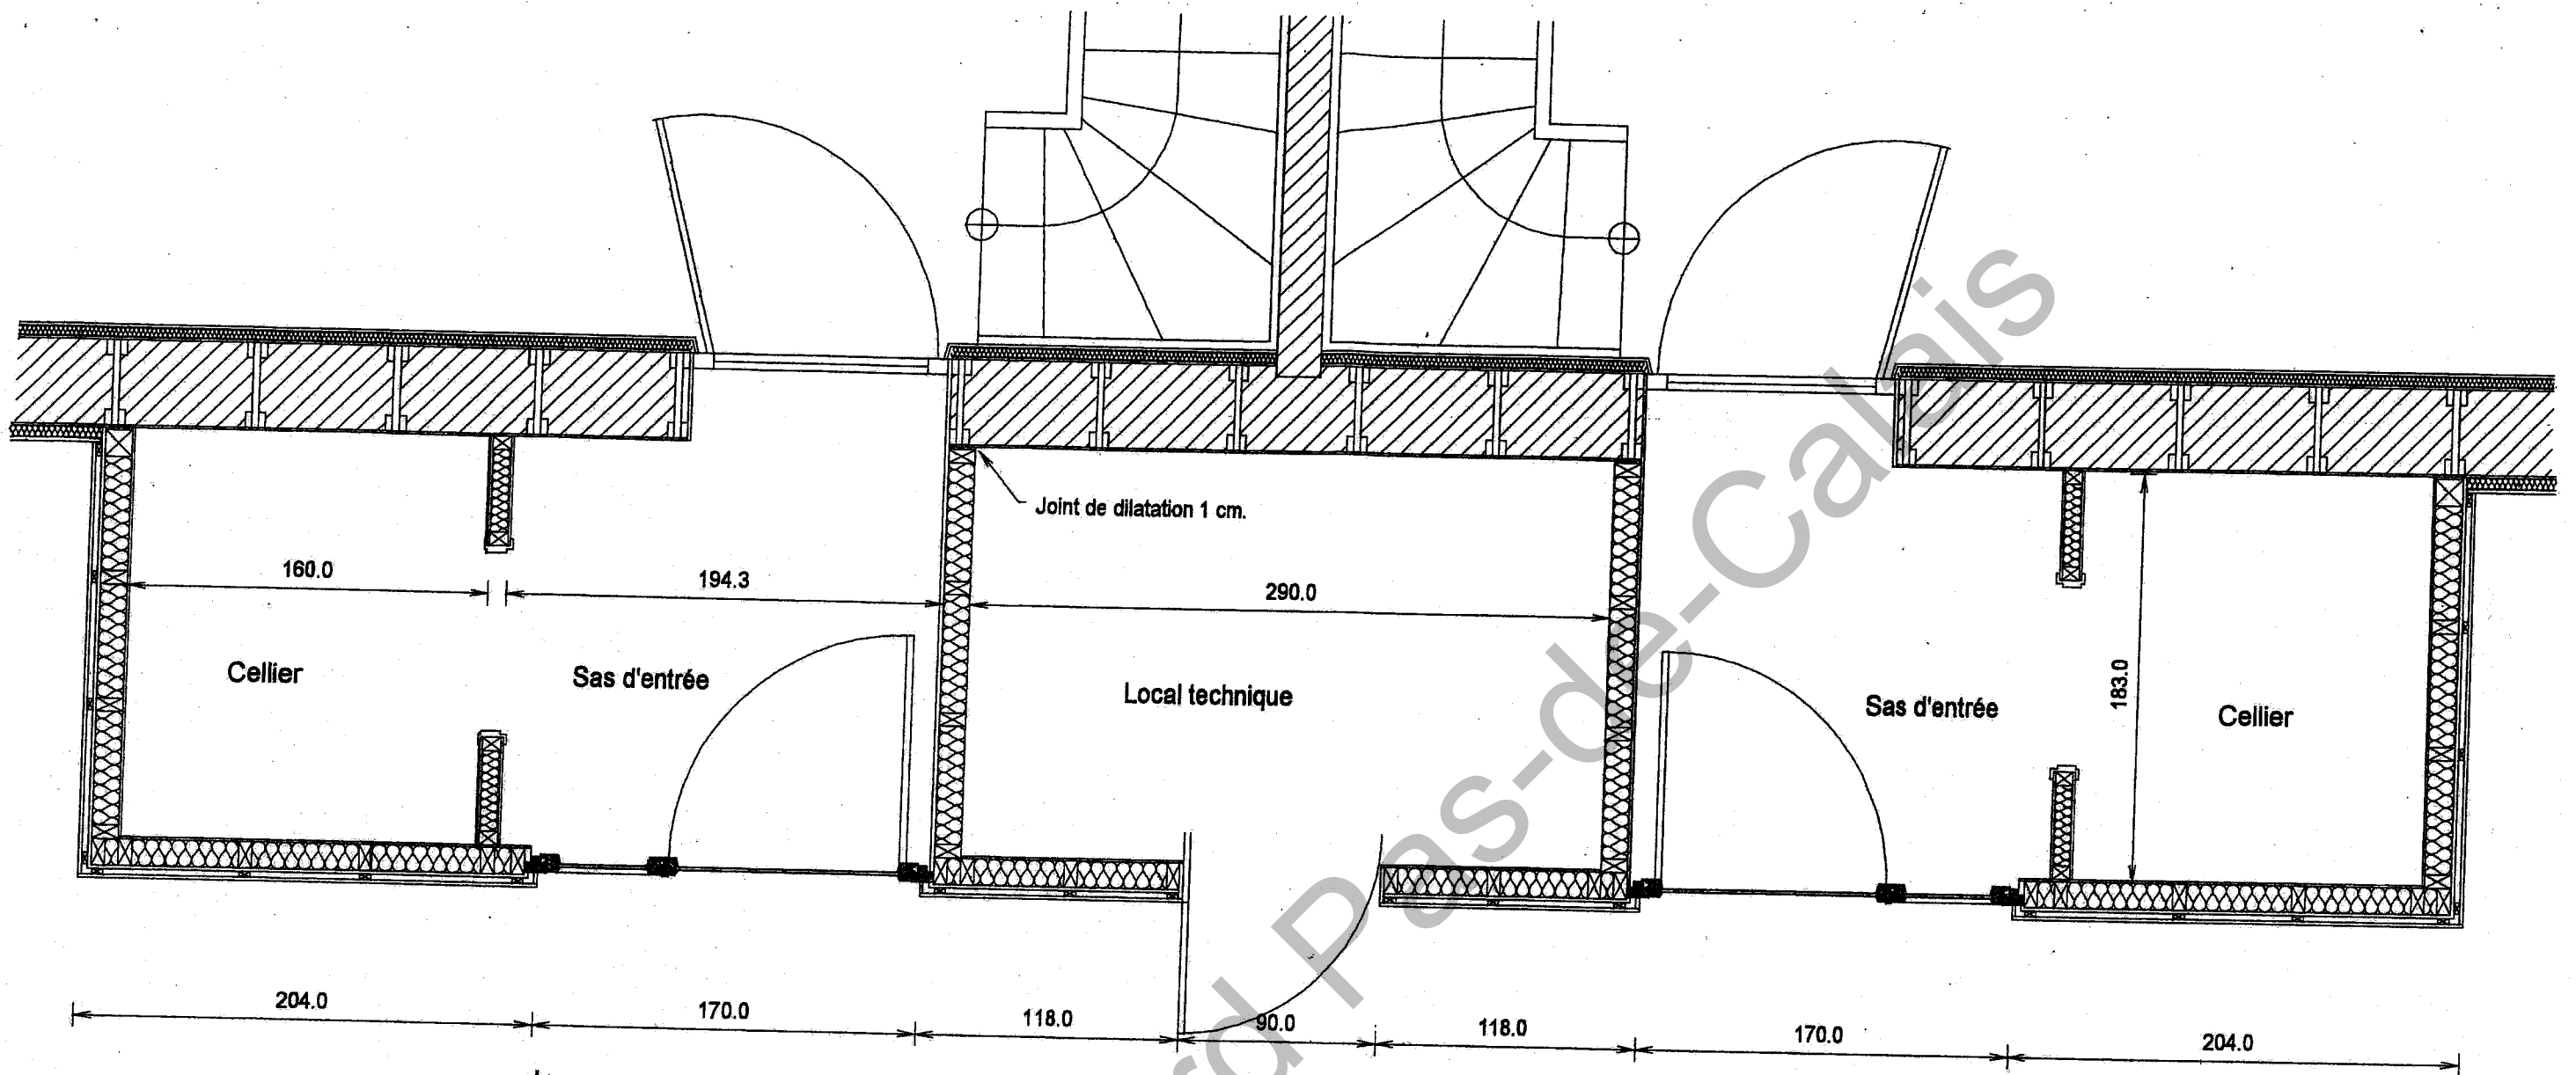 Joint de dilatation 1 cm.
160.0
194.3
290.0
183.0
Cellier
Sas d'entrée
Local technique
Sas d'entrée
Cellier
204.0
170.0
118.0
90.0
118.0
170.0
204.0
rd Pas-de-Calais